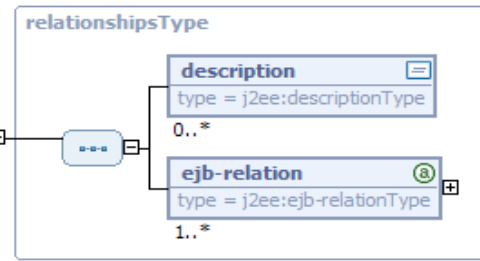 relationshipsType
description
type = j2ee:descriptionType
0..*
ejb-relation
type = j2ee:ejb-relationType
1..*